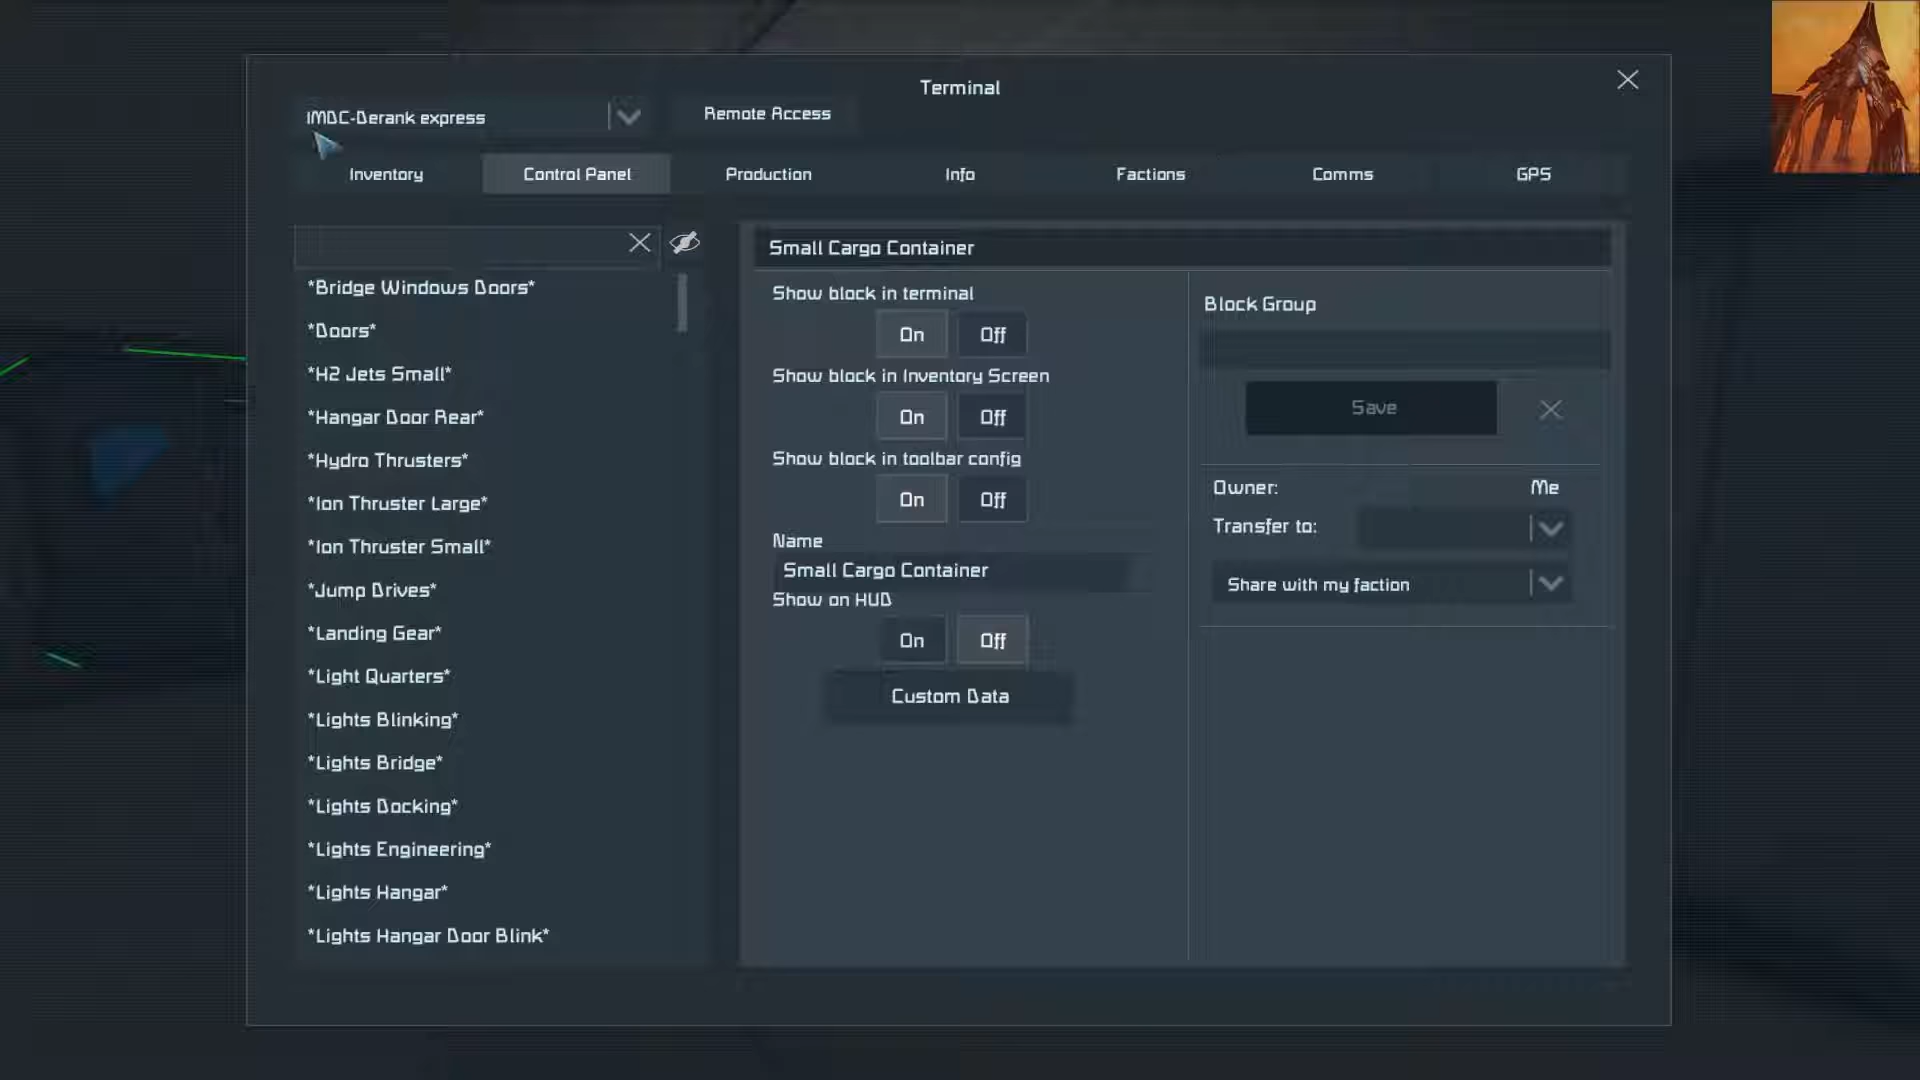 Terminal
IMDC-Derank express
Remote Access
Inventory
Control Panel
Production
Info
Factions
Comms
GPS
*Bridge Windows Doors*
*Doors*
*H2 Jets Small*
*Hangar Door Rear*
*Hydro Thrusters*
*Ion Thruster Large*
*Ion Thruster Small*
*Jump Drives*
*Landing Gear*
*Light Quarters*
*Lights Blinking*
*Lights Bridge*
*Lights Docking*
*Lights Engineering*
*Lights Hangar*
*Lights Hangar Door Blink*
Small Cargo Container
Show block in terminal
On Off
Show block in Inventory Screen
On Off
Show block in toolbar config
On Off
Name
Small Cargo Container
Show on HUD
On Off
Custom Data
Block Group
Save
Owner: Me
Transfer to:
Share with my faction